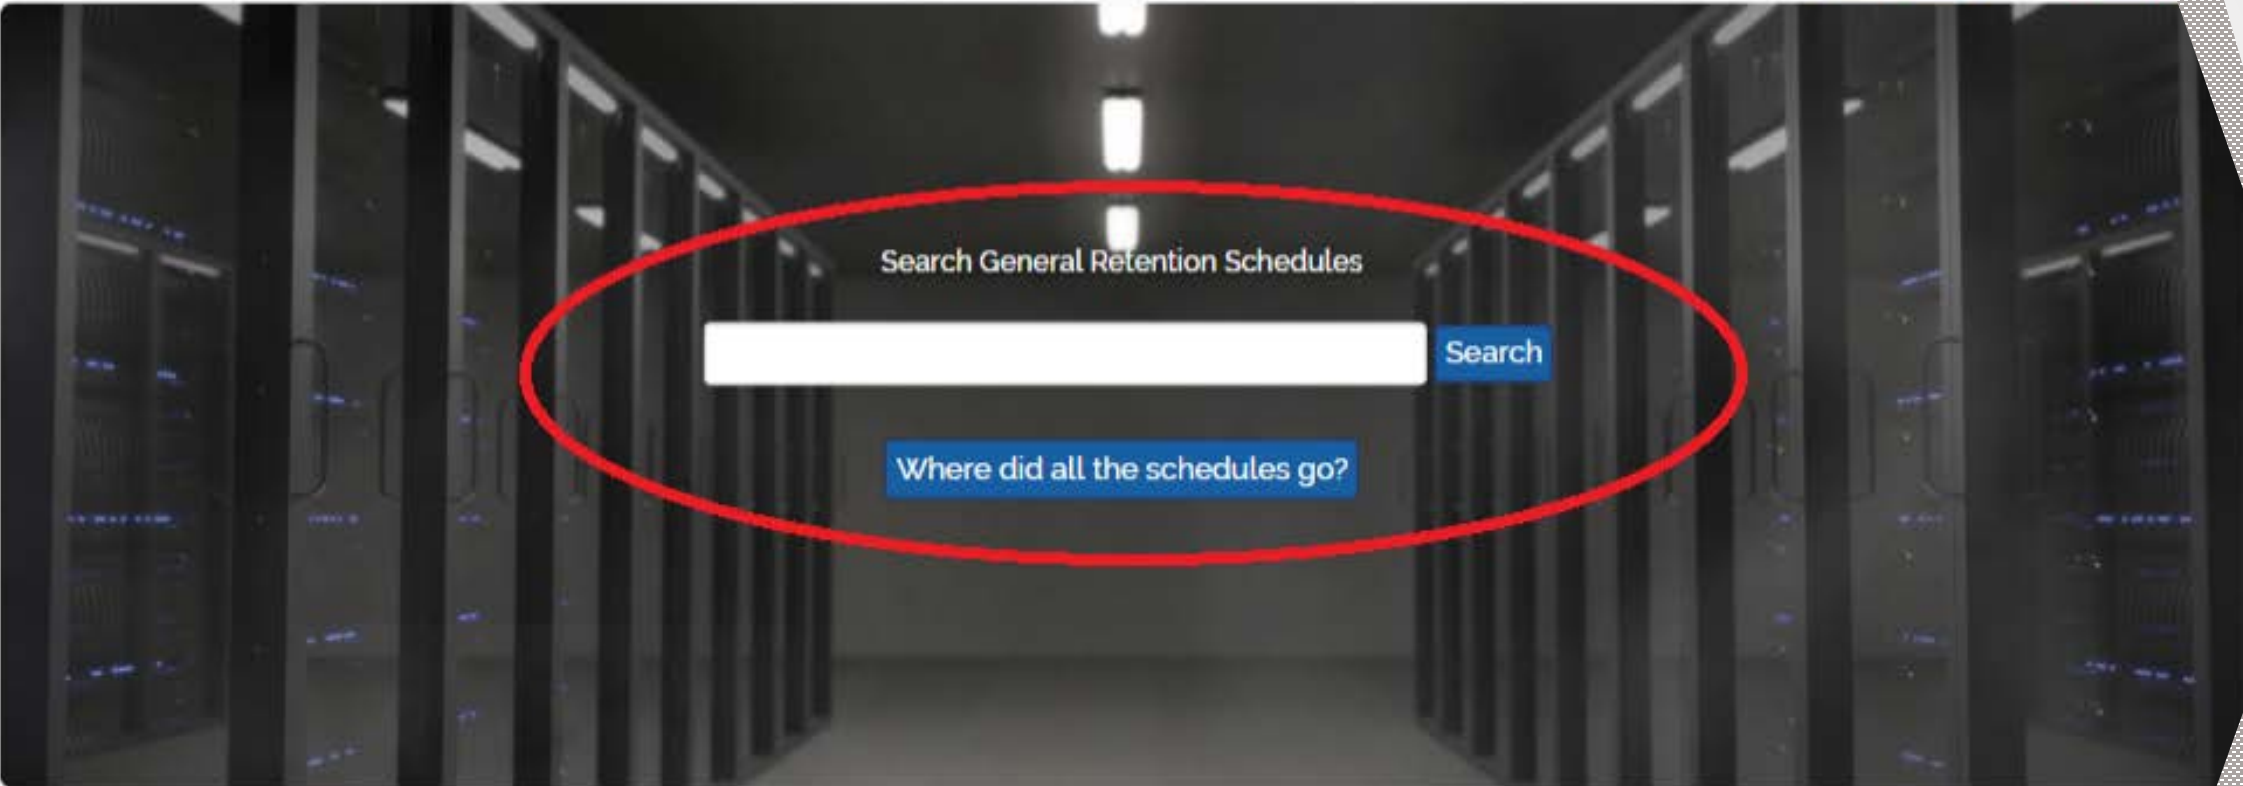 Search General Retention Schedules
Search
Where did all the schedules go?